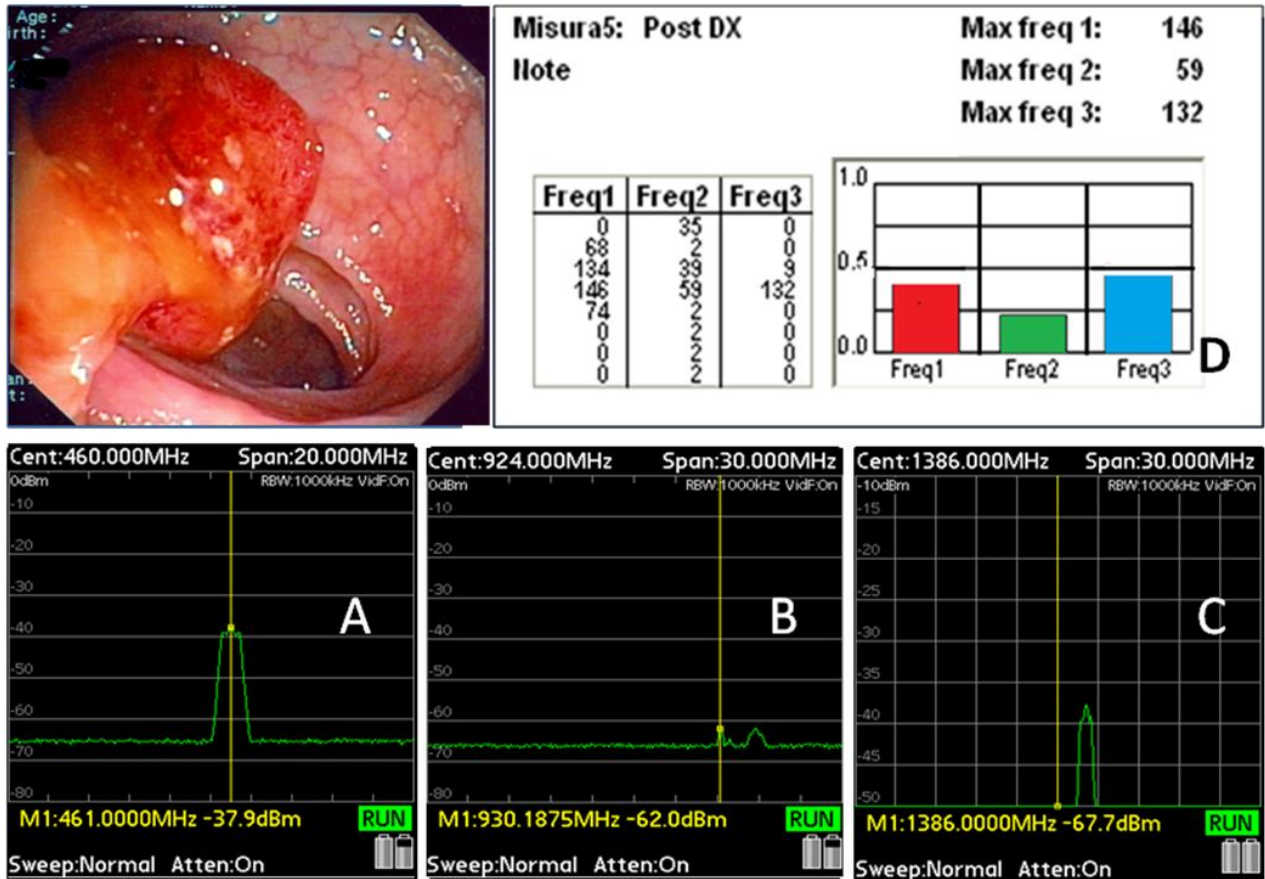 Age:
irth:
t:
Misura5: Post DX
Note
Max freq 1: 146
Max freq 2: 59
Max freq 3: 132
Freq1 Freq2 Freq3
0 35 0
68 2 0
134 39 9
146 59 132
74 2 0
0 2 0
0 2 0
0 2 0
1.0
0.5
0.0
Freq1 Freq2 Freq3
D
Cent:460.000MHz Span:20.000MHz
0dBm RBW:1000kHz VidF:On
-10
-20
-30
-40
-50
-60
-70
-80
A
M1:461.0000MHz -37.9dBm RUN
Sweep:Normal Atten:On
Cent:924.000MHz Span:30.000MHz
0dBm RBW:1000kHz VidF:On
-10
-20
-30
-40
-50
-60
-70
-80
B
M1:930.1875MHz -62.0dBm RUN
Sweep:Normal Atten:On
Cent:1386.000MHz Span:30.000MHz
-10dBm RBW:1000kHz VidF:On
-15
-20
-25
-30
-35
-40
-45
-50
C
M1:1386.0000MHz -67.7dBm RUN
Sweep:Normal Atten:On